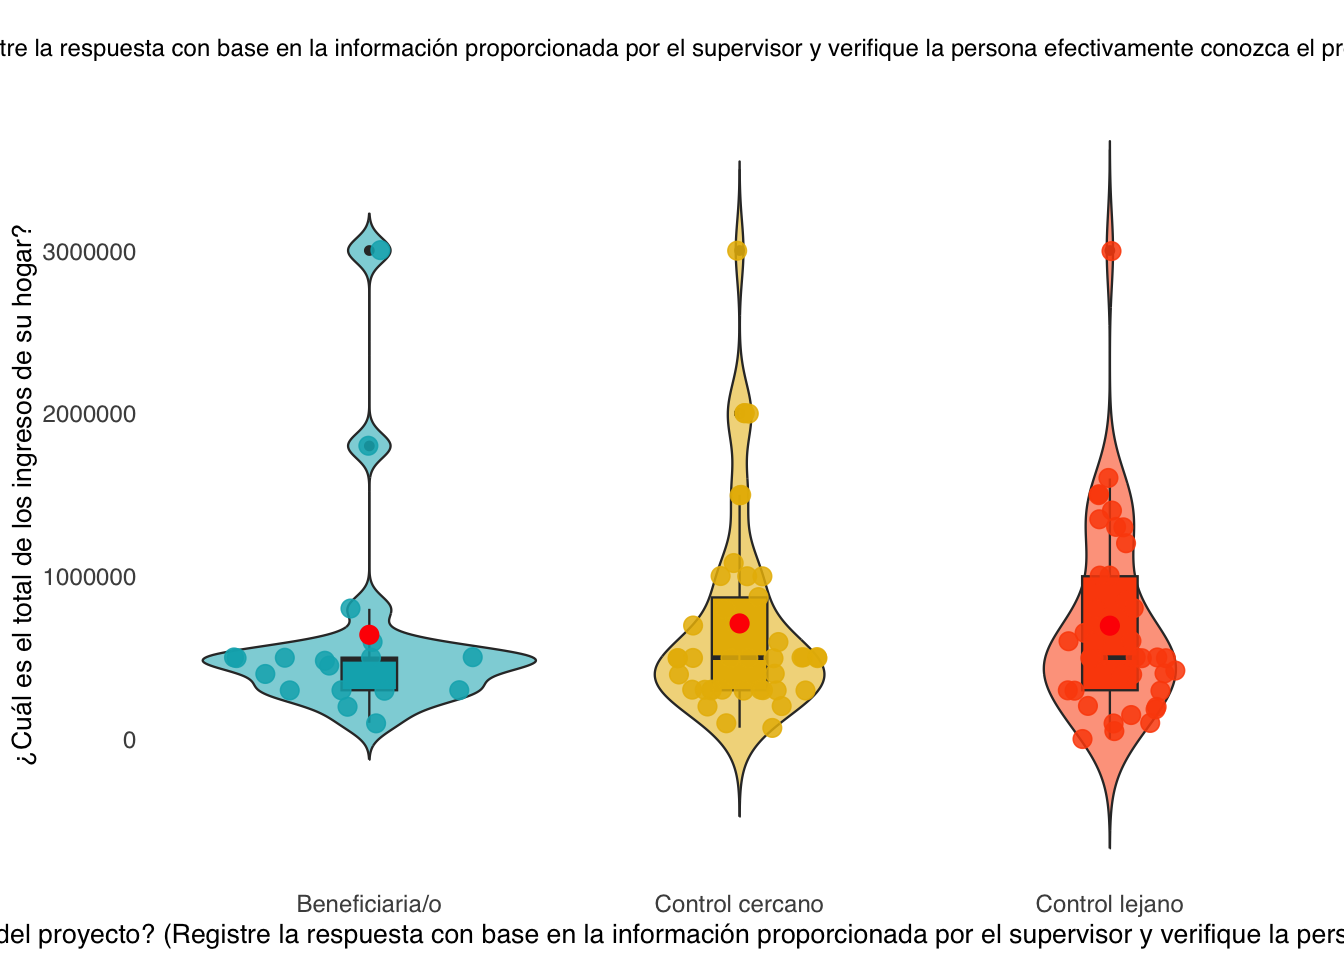 tre la respuesta con base en la información proporcionada por el supervisor y verifique la persona efectivamente conozca el pr
¿Cuál es el total de los ingresos de su hogar?
3000000
2000000
1000000
0
Beneficiaria/o
Control cercano
Control lejano
del proyecto? (Registre la respuesta con base en la información proporcionada por el supervisor y verifique la pers